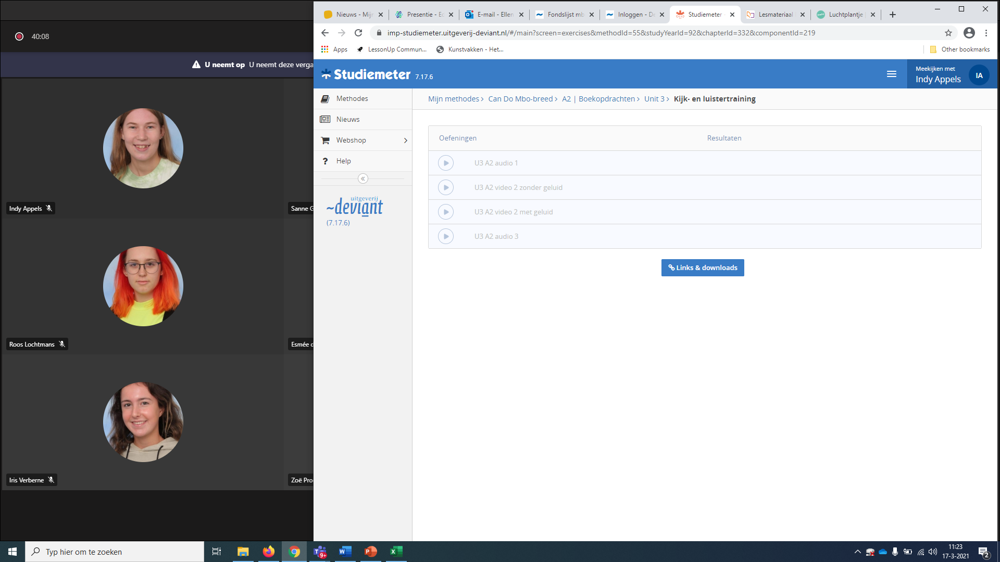 40:08
U neemt op U neemt deze verga
Indy Appels
Sanne G
Roos Lochtmans
Esmée d
Iris Verberne
Zoë Pro
Nieuws - Mijn
Presentie - Ed
E-mail - Ellen
Fondslijst mb
Inloggen - De
Studiemeter -
Lesmateriaal
Luchtplantje
imp-studiemeter.uitgeverij-deviant.nl/#/main?screen=exercises&methodId=55&studyYearId=92&chapterId=332&componentId=219
Apps
LessonUp Commun...
Kunstvakken - Het...
Other bookmarks
Studiemeter 7.17.6
Meekijken met
Indy Appels
IA
Methodes
Nieuws
Webshop
Help
uitgeverij
~deviant
(7.17.6)
Mijn methodes > Can Do Mbo-breed > A2 | Boekopdrachten > Unit 3 > Kijk- en luistertraining
Oefeningen Resultaten
U3 A2 audio 1
U3 A2 video 2 zonder geluid
U3 A2 video 2 met geluid
U3 A2 audio 3
Links & downloads
Typ hier om te zoeken
9+
11:23
17-3-2021
2